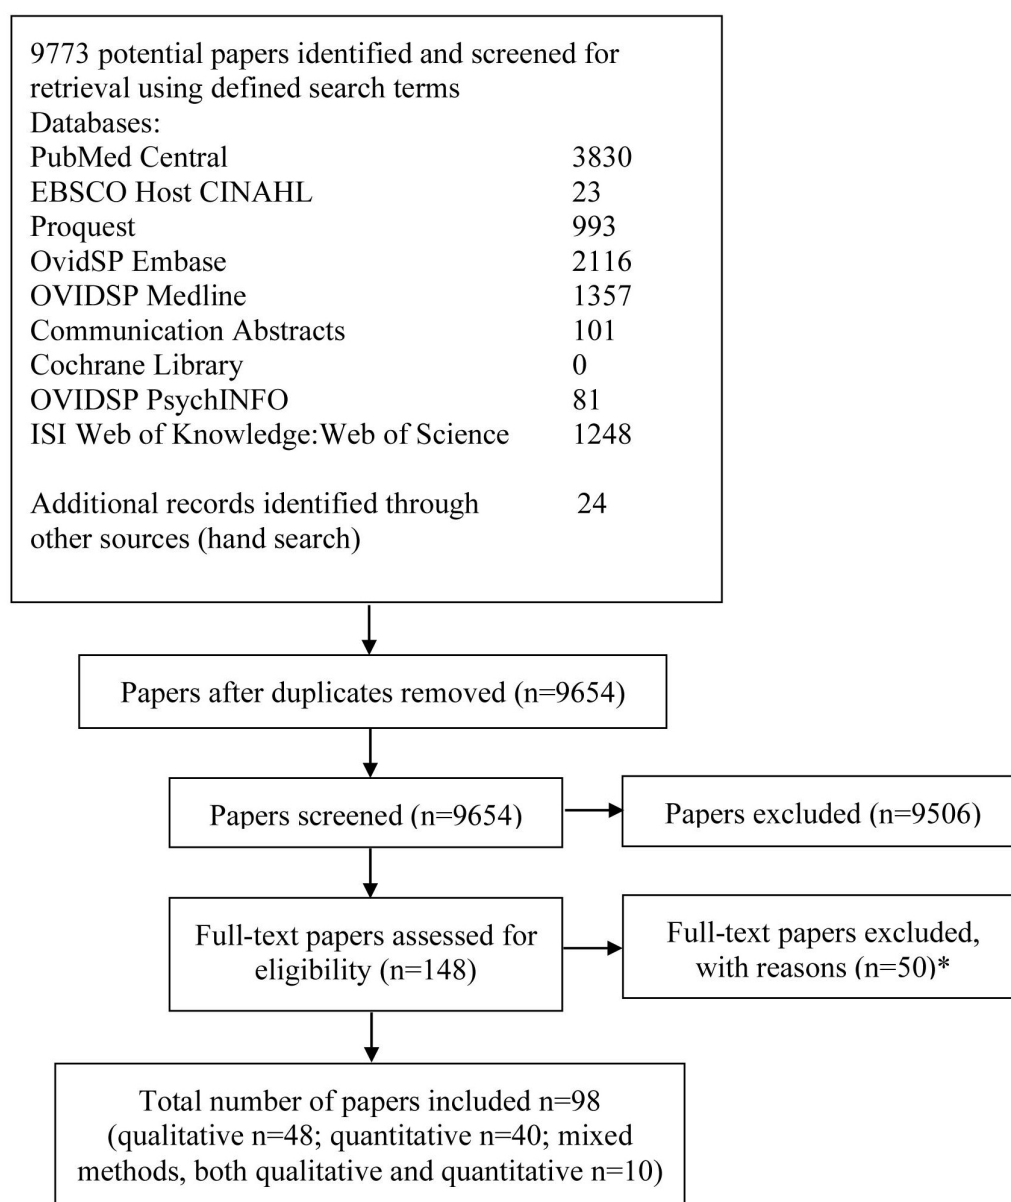 9773 potential papers identified and screened for
retrieval using defined search terms
Databases:
PubMed Central 3830
EBSCO Host CINAHL 23
Proquest 993
OvidSP Embase 2116
OVIDSP Medline 1357
Communication Abstracts 101
Cochrane Library 0
OVIDSP PsychINFO 81
ISI Web of Knowledge:Web of Science 1248
Additional records identified through 24
other sources (hand search)
Papers after duplicates removed (n=9654)
Papers screened (n=9654)
Papers excluded (n=9506)
Full-text papers assessed for
eligibility (n=148)
Full-text papers excluded,
with reasons (n=50)*
Total number of papers included n=98
(qualitative n=48; quantitative n=40; mixed
methods, both qualitative and quantitative n=10)